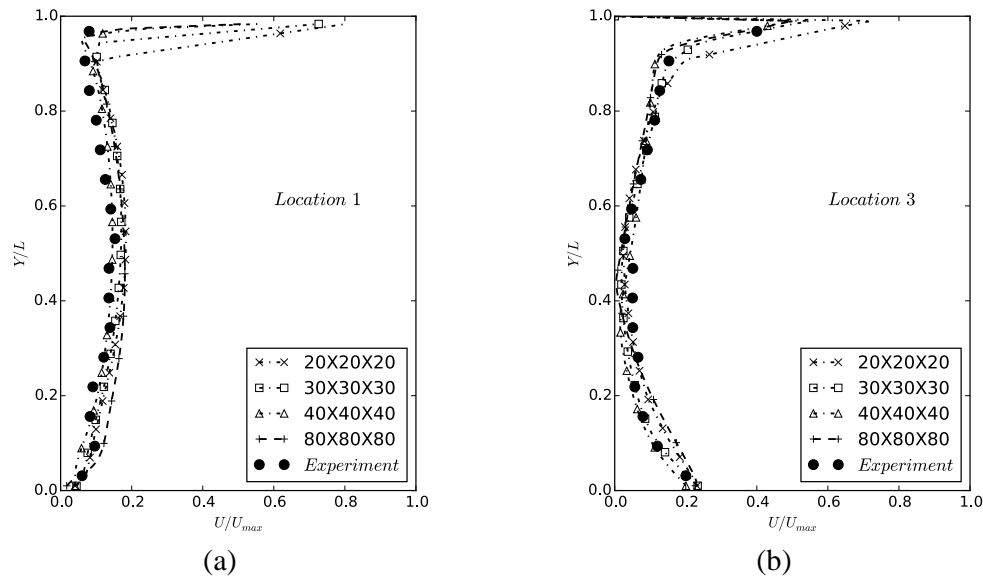 1.0
0.8
0.6
0.4
0.2
0.0
Y/L
0.0 0.2 0.4 0.6 0.8 1.0
U/U_max
Location 1
20X20X20
30X30X30
40X40X40
80X80X80
Experiment
(a)
1.0
0.8
0.6
0.4
0.2
0.0
Y/L
0.0 0.2 0.4 0.6 0.8 1.0
U/U_max
Location 3
20X20X20
30X30X30
40X40X40
80X80X80
Experiment
(b)